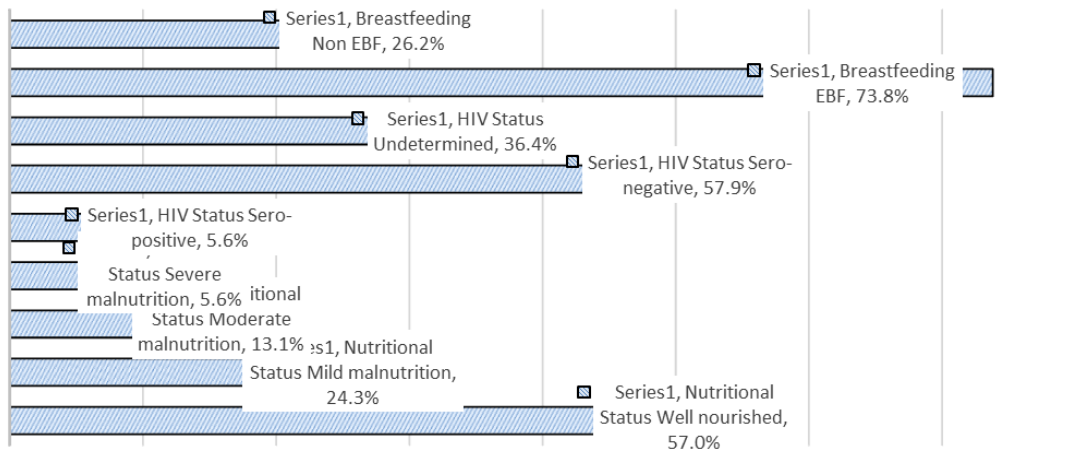 Series1, Breastfeeding
Non EBF, 26.2%
Series1, Breastfeeding
EBF, 73.8%
Series1, HIV Status
Undetermined, 36.4%
Series1, HIV Status Sero-
negative, 57.9%
Series1, HIV Status Sero-
positive, 5.6%
Status Severe
malnutrition, 5.6%
itional
Status Moderate
malnutrition, 13.1%
es1, Nutritional
Status Mild malnutrition,
24.3%
Series1, Nutritional
Status Well nourished,
57.0%